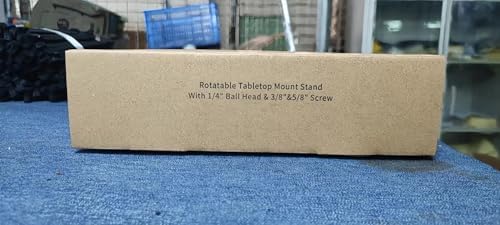 Rotatable Tabletop Mount Stand
With 1/4" Ball Head & 3/8"&5/8" Screw